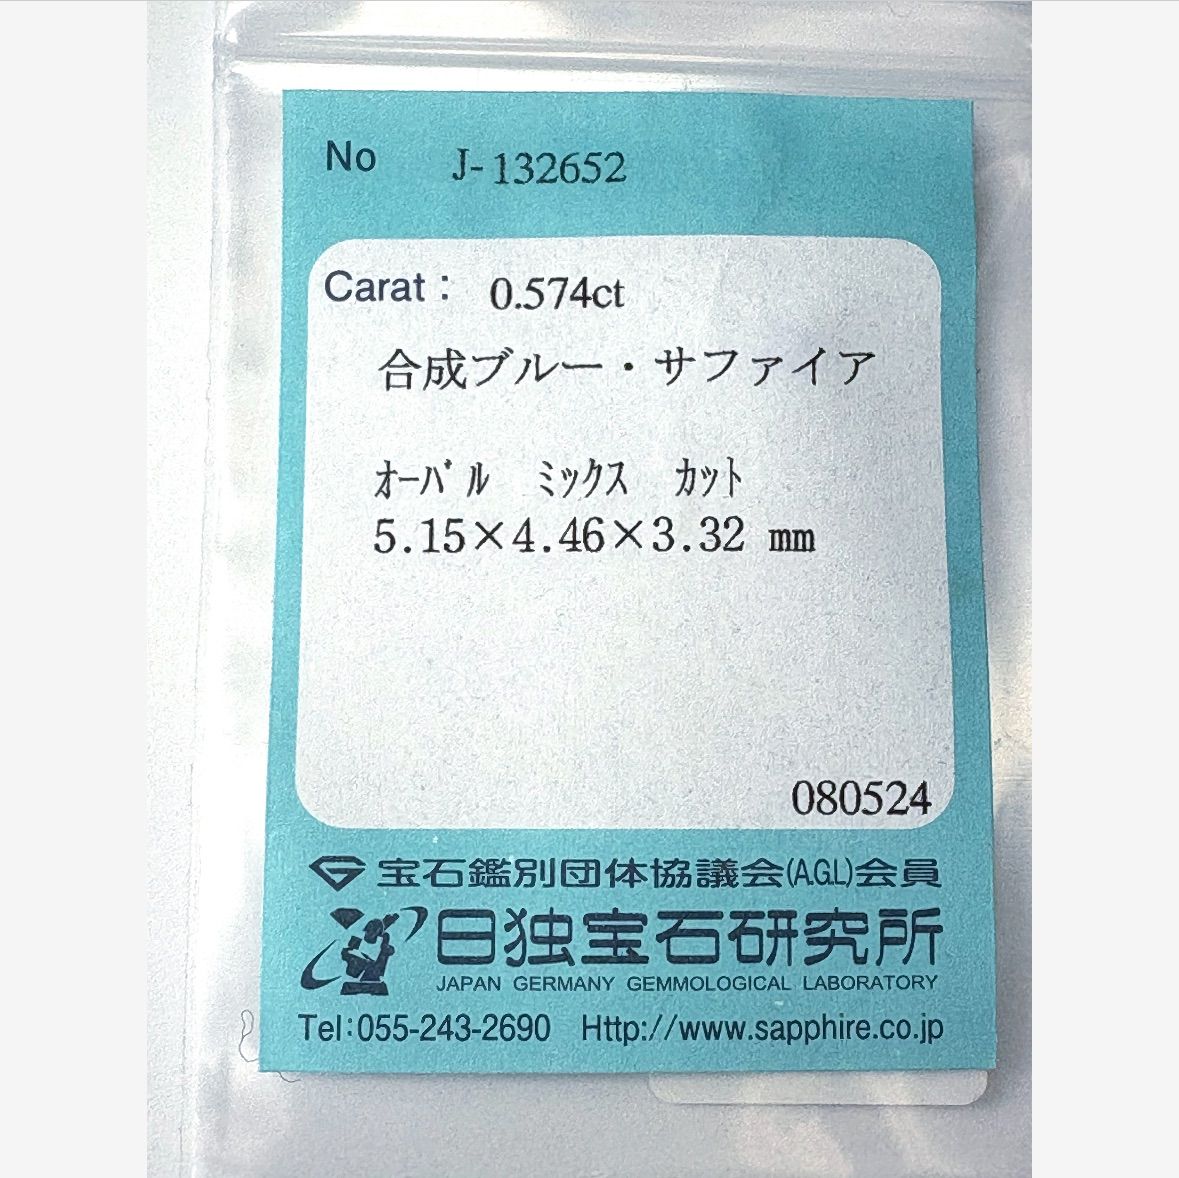 No J-132652
Carat： 0.574ct
合成ブルー・サファイア
ｵｰﾊﾞﾙ ﾐｯｸｽ ｶｯﾄ
5.15×4.46×3.32 ㎜
080524
宝石鑑別団体協議会(A.G.L)会員
日独宝石研究所
JAPAN GERMANY GEMMOLOGICAL LABORATORY
Tel:055-243-2690 Http://www.sapphire.co.jp